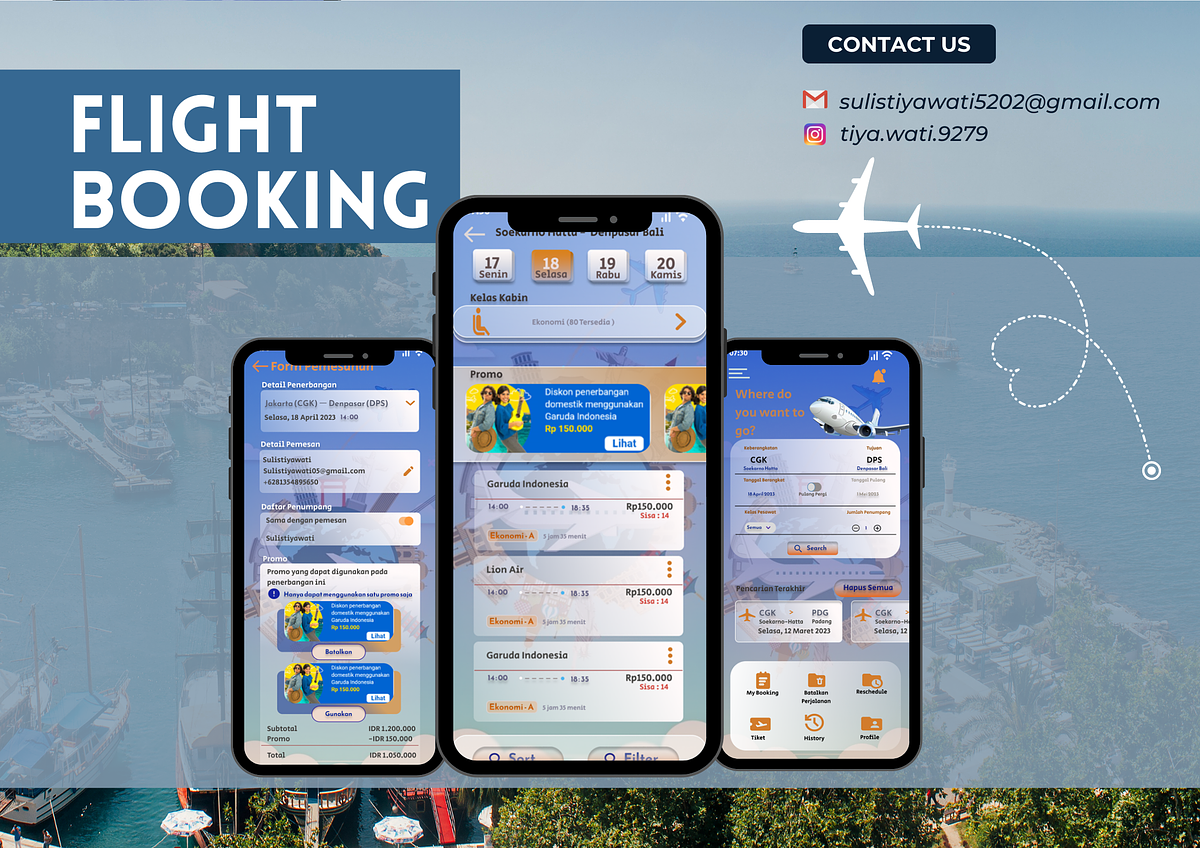 FLIGHT
BOOKING
CONTACT US
sulistiyawati5202@gmail.com
tiya.wati.9279
Form Pemesanan
Detail Penerbangan
Jakarta (CGK) — Denpasar (DPS)
Selasa, 18 April 2023 14:00
Detail Pemesan
Sulistiyawati
Sulistiyawati05@gmail.com
+6281354895650
Daftar Penumpang
Sama dengan pemesan
Sulistiyawati
Promo
Promo yang dapat digunakan pada
penerbangan ini
Hanya dapat menggunakan satu promo saja
Diskon penerbangan
domestik menggunakan
Garuda Indonesia
Rp 150.000
Lihat
Batalkan
Diskon penerbangan
domestik menggunakan
Garuda Indonesia
Rp 150.000
Lihat
Gunakan
Subtotal IDR 1.200.000
Promo -IDR 150.000
Total IDR 1.050.000
Soekarno Hatta - Denpasar Bali
17 18 19 20
Senin Selasa Rabu Kamis
Kelas Kabin
Ekonomi (80 Tersedia )
Promo
Diskon penerbangan
domestik menggunakan
Garuda Indonesia
Rp 150.000
Lihat
Garuda Indonesia
14:00 18:35 Rp150.000
Sisa : 14
Ekonomi - A 5 jam 35 menit
Lion Air
14:00 18:35 Rp150.000
Sisa : 14
Ekonomi - A 5 jam 35 menit
Garuda Indonesia
14:00 18:35 Rp150.000
Sisa : 14
Ekonomi - A 5 jam 35 menit
Sort Filter
07:30
Where do
you want to
go?
Keberangkatan Tujuan
CGK DPS
Soekarno Hatta Denpasar Bali
Tanggal Berangkat Tanggal Pulang
18 April 2023 Pulang Pergi 1 Mei 2023
Kelas Pesawat Jumlah Penumpang
Semua 1
Search
Pencarian Terakhir Hapus Semua
CGK > PDG
Soekarno-Hatta Padang
Selasa, 12 Maret 2023
CGK >
Soekarno-H
Selasa, 12
My Booking Batalkan Perjalanan Reschedule
Tiket History Profile